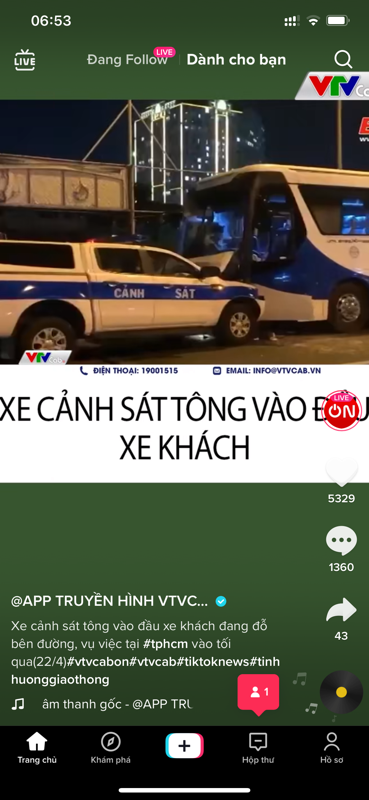 06:53
LIVE
Đang Follow
LIVE
Dành cho bạn
VTV
VTV
CẢNH SÁT
ĐIỆN THOẠI: 19001515
EMAIL: INFO@VTVCAB.VN
XE CẢNH SÁT TÔNG VÀO ĐẦU
XE KHÁCH
LIVE
ON
5329
1360
43
@APP TRUYỀN HÌNH VTVC...
Xe cảnh sát tông vào đầu xe khách đang đỗ
bên đường, vụ việc tại #tphcm vào tối
qua(22/4)#vtvcabon#vtvcab#tiktoknews#tinh
huonggiaothong
1
âm thanh gốc - @APP TRU
Trang chủ
Khám phá
Hộp thư
Hồ sơ